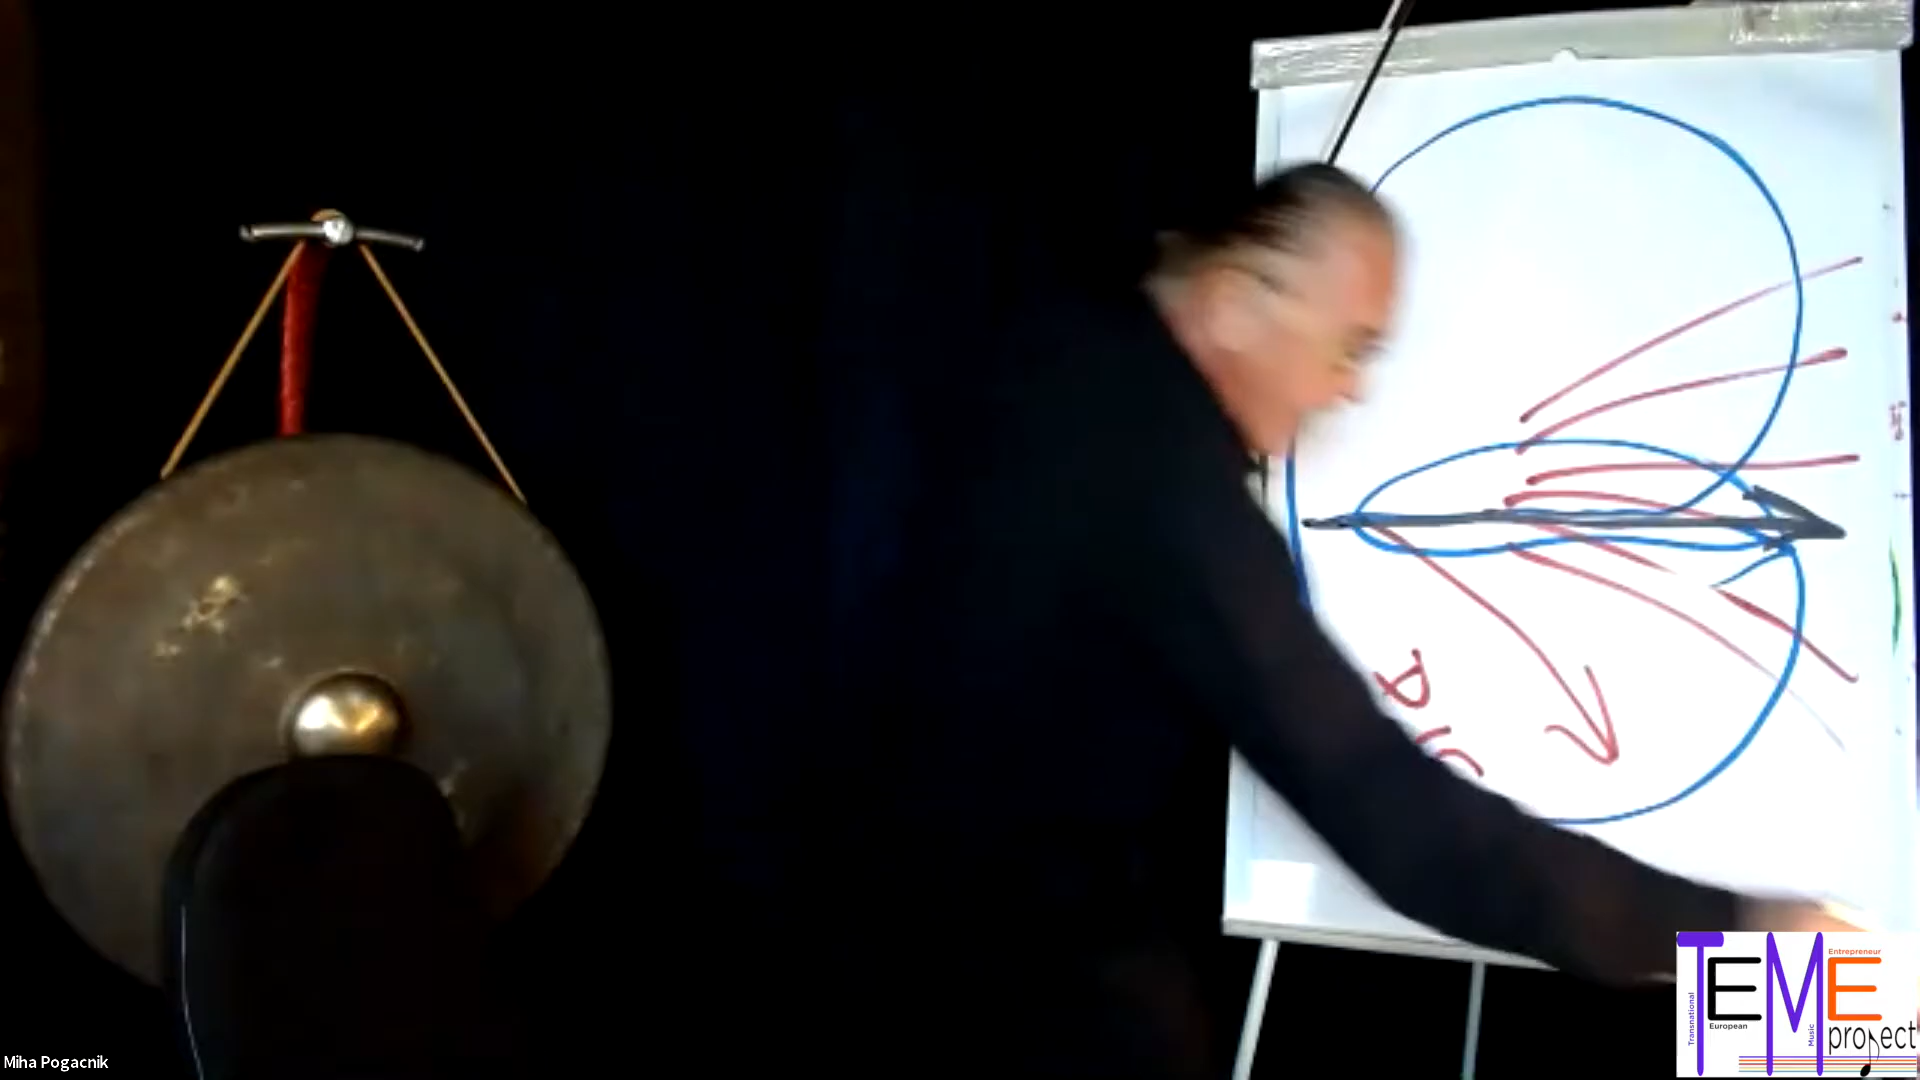 Entrepreneur
TEME
European
Transnational
Music
project
Miha Pogacnik